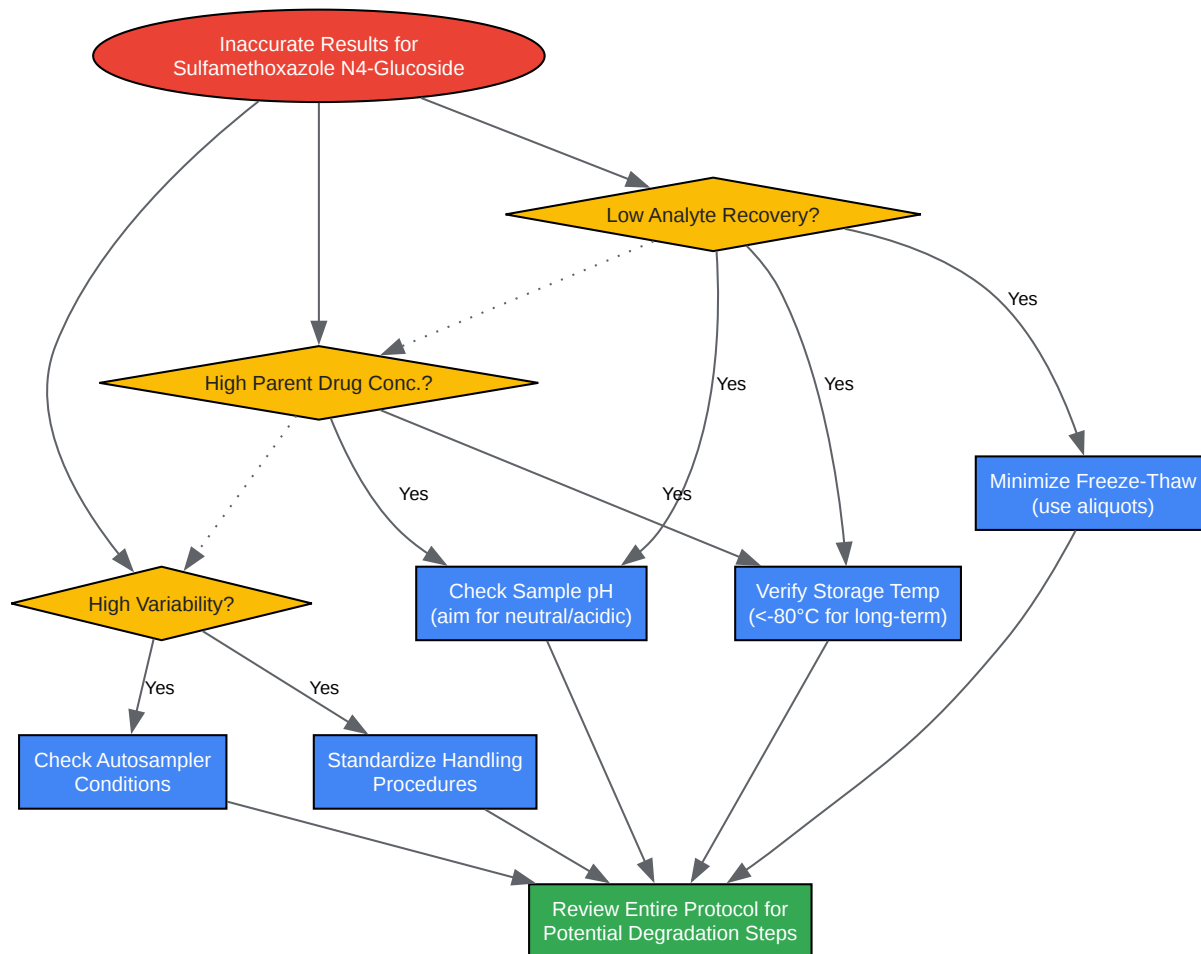 Inaccurate Results for
Sulfamethoxazole N4-Glucoside
Low Analyte Recovery?
Yes
High Parent Drug Conc.?
Yes
Yes
Yes
Yes
Minimize Freeze-Thaw
(use aliquots)
High Variability?
Check Sample pH
(aim for neutral/acidic)
Verify Storage Temp
(<-80°C for long-term)
Yes
Yes
Check Autosampler
Conditions
Standardize Handling
Procedures
Review Entire Protocol for
Potential Degradation Steps